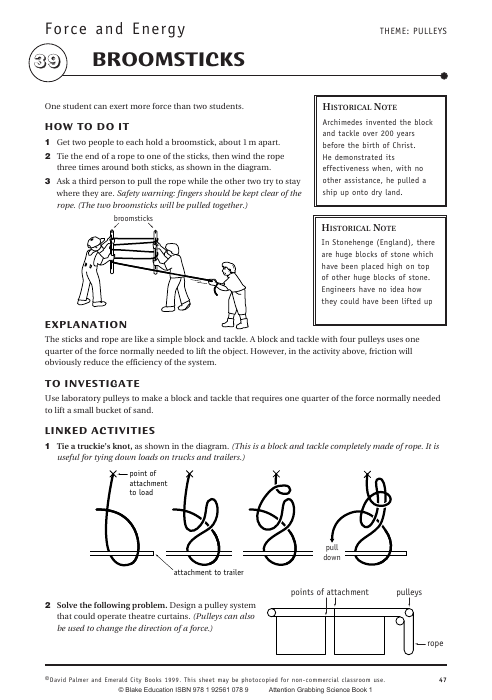 Force and Energy
THEME: PULLEYS
39
BROOMSTICKS
One student can exert more force than two students.
HOW TO DO IT
1 Get two people to each hold a broomstick, about 1 m apart.
2 Tie the end of a rope to one of the sticks, then wind the rope
three times around both sticks, as shown in the diagram.
3 Ask a third person to pull the rope while the other two try to stay
where they are. Safety warning: fingers should be kept clear of the
rope. (The two broomsticks will be pulled together.)
broomsticks
HISTORICAL NOTE
Archimedes invented the block
and tackle over 200 years
before the birth of Christ.
He demonstrated its
effectiveness when, with no
other assistance, he pulled a
ship up onto dry land.
HISTORICAL NOTE
In Stonehenge (England), there
are huge blocks of stone which
have been placed high on top
of other huge blocks of stone.
Engineers have no idea how
they could have been lifted up
EXPLANATION
The sticks and rope are like a simple block and tackle. A block and tackle with four pulleys uses one
quarter of the force normally needed to lift the object. However, in the activity above, friction will
obviously reduce the efficiency of the system.
TO INVESTIGATE
Use laboratory pulleys to make a block and tackle that requires one quarter of the force normally needed
to lift a small bucket of sand.
LINKED ACTIVITIES
1 Tie a truckie's knot, as shown in the diagram. (This is a block and tackle completely made of rope. It is
useful for tying down loads on trucks and trailers.)
point of
attachment
to load
pull
down
attachment to trailer
2 Solve the following problem. Design a pulley system
that could operate theatre curtains. (Pulleys can also
be used to change the direction of a force.)
points of attachment
pulleys
rope
©David Palmer and Emerald City Books 1999. This sheet may be photocopied for non-commercial classroom use.
47
© Blake Education ISBN 978 1 92561 078 9 Attention Grabbing Science Book 1